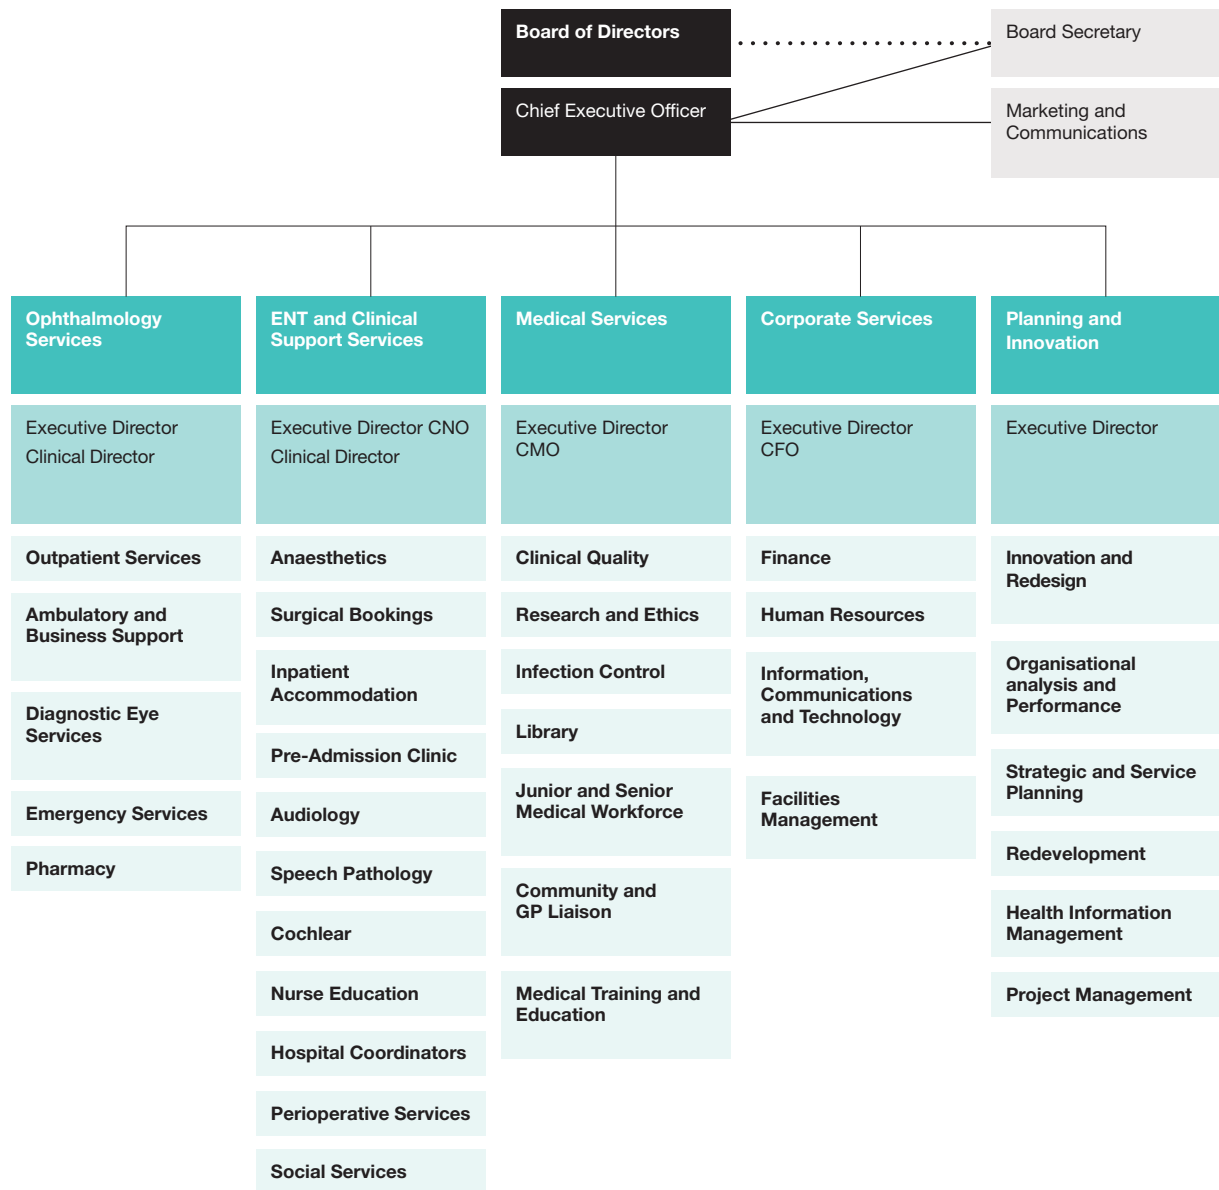 Board of Directors
Board Secretary
Chief Executive Officer
Marketing and
Communications
Ophthalmology
Services
ENT and Clinical
Support Services
Medical Services
Corporate Services
Planning and
Innovation
Executive Director
Clinical Director
Executive Director CNO
Clinical Director
Executive Director
CMO
Executive Director
CFO
Executive Director
Outpatient Services
Ambulatory and
Business Support
Diagnostic Eye
Services
Emergency Services
Pharmacy
Anaesthetics
Surgical Bookings
Inpatient
Accommodation
Pre-Admission Clinic
Audiology
Speech Pathology
Cochlear
Nurse Education
Hospital Coordinators
Perioperative Services
Social Services
Clinical Quality
Research and Ethics
Infection Control
Library
Junior and Senior
Medical Workforce
Community and
GP Liaison
Medical Training and
Education
Finance
Human Resources
Information,
Communications
and Technology
Facilities
Management
Innovation and
Redesign
Organisational
analysis and
Performance
Strategic and Service
Planning
Redevelopment
Health Information
Management
Project Management